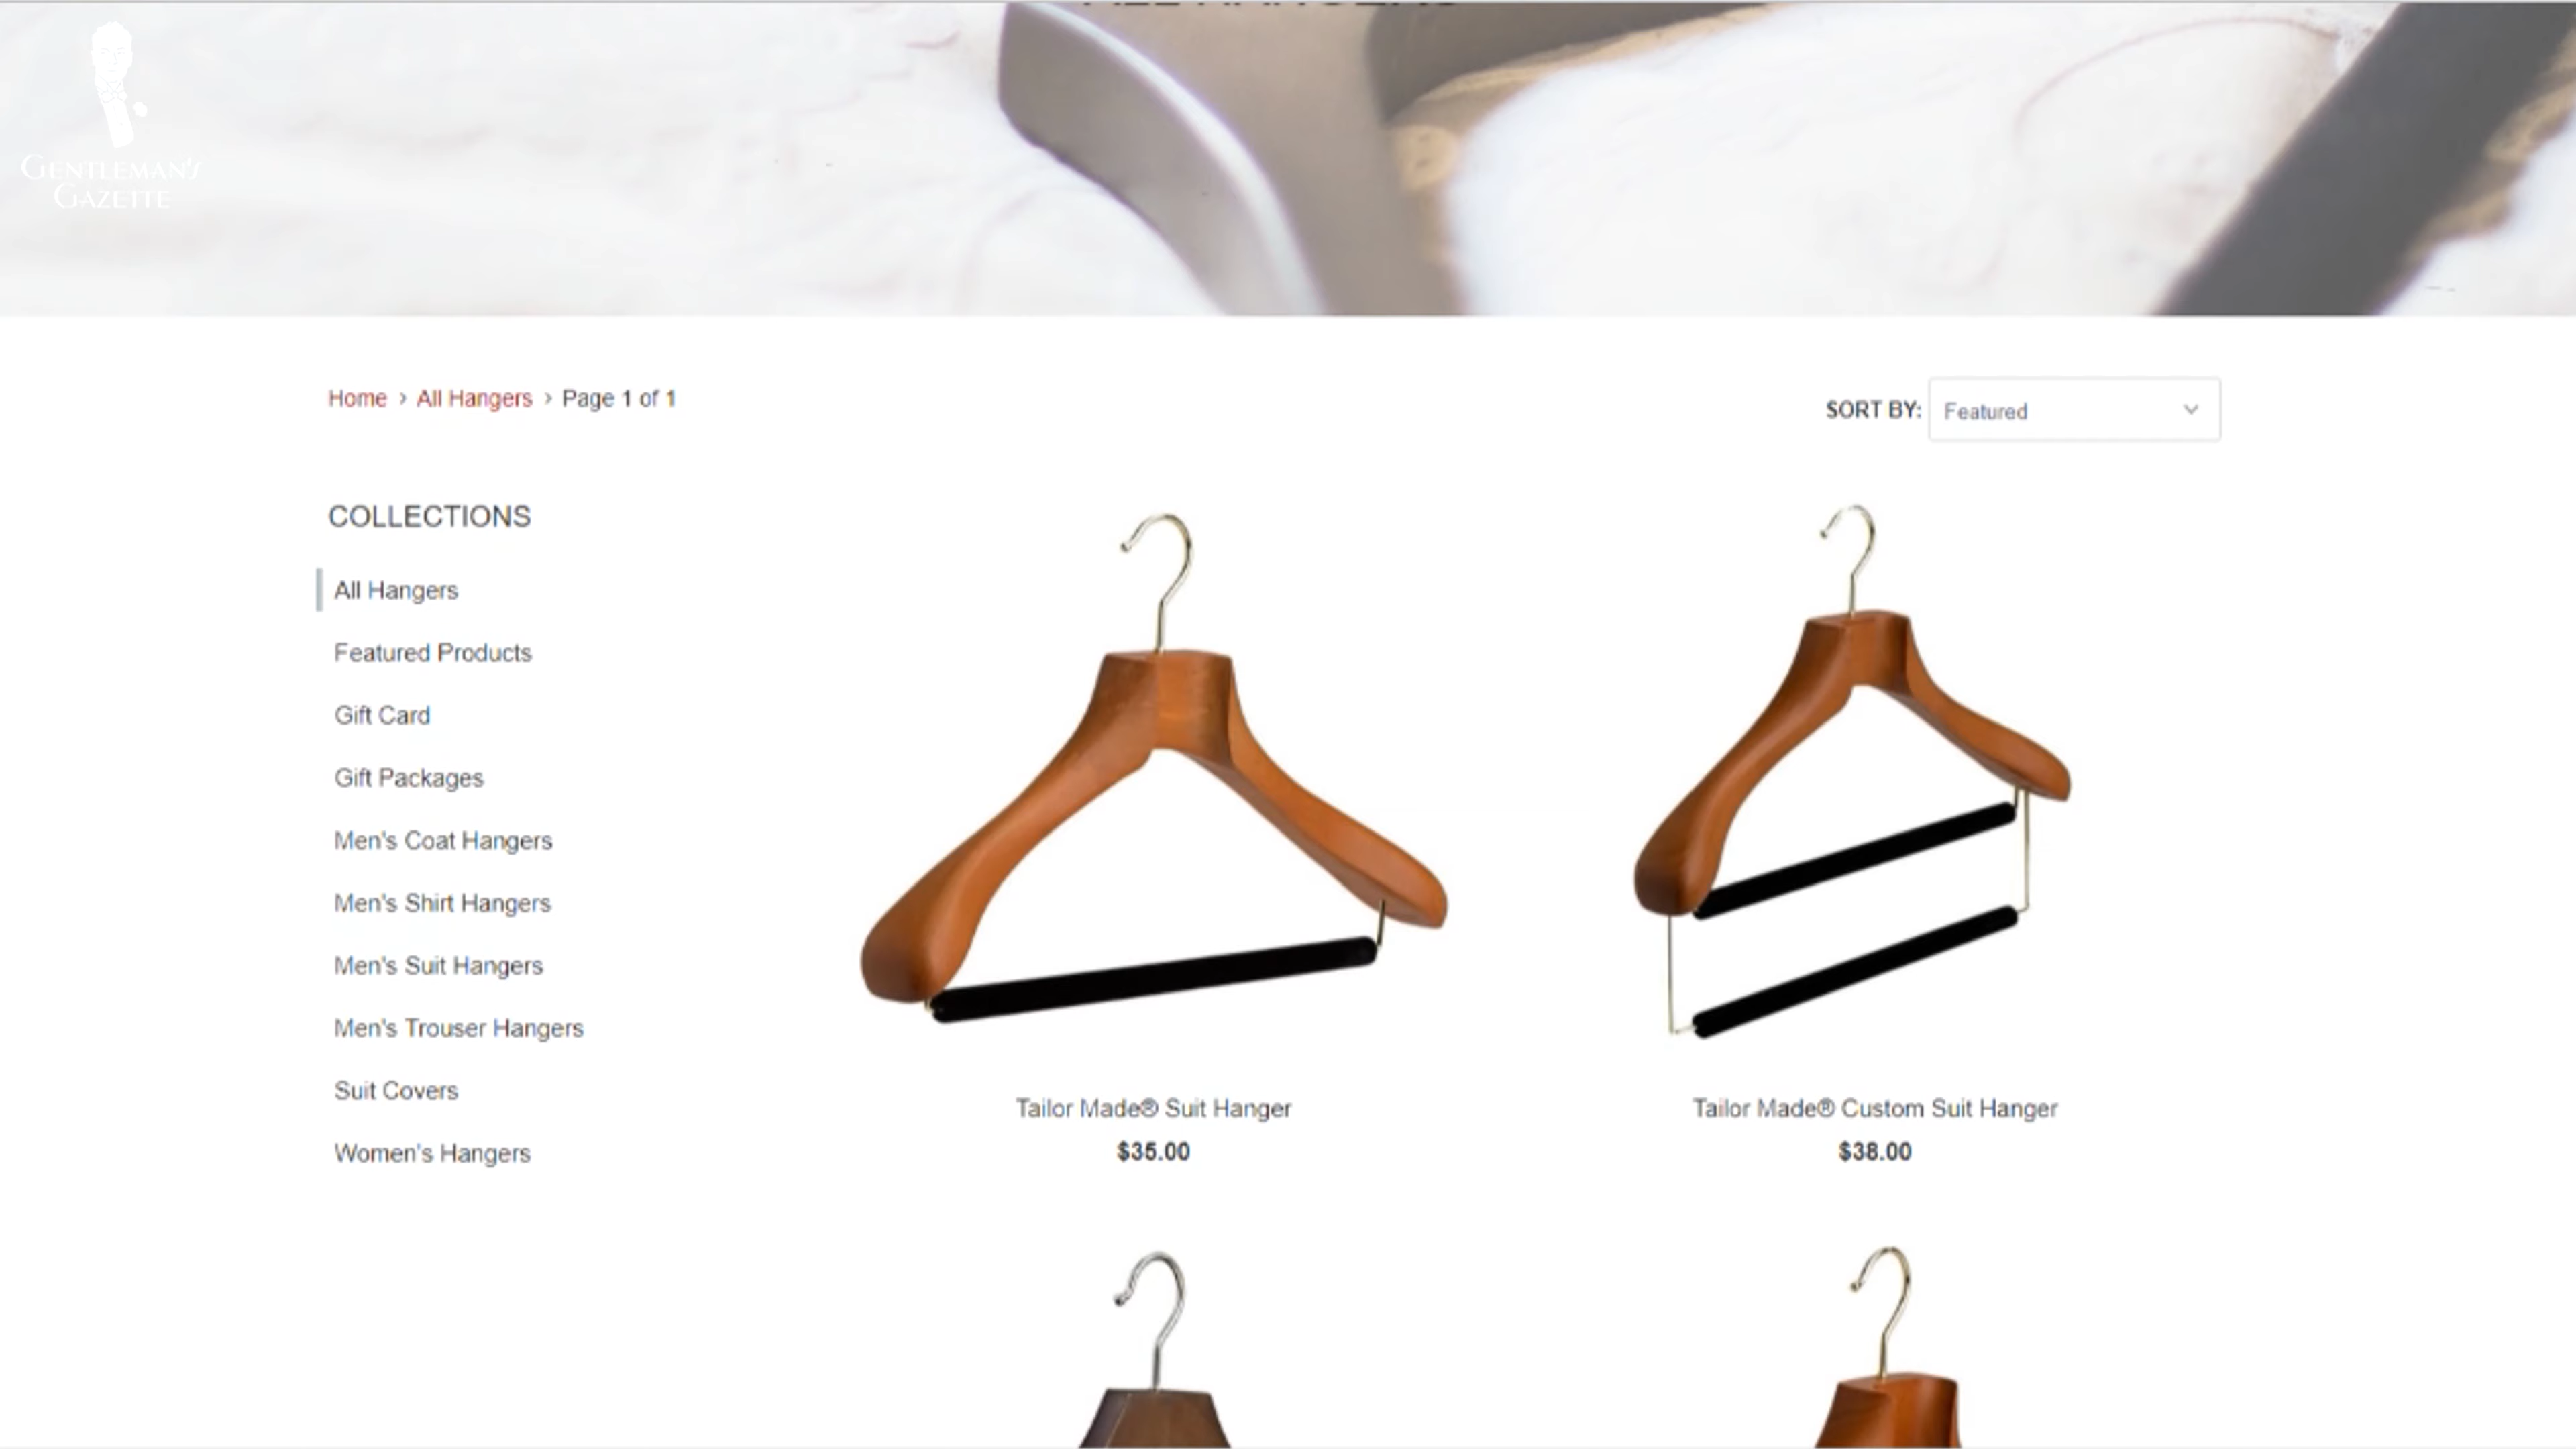 GENTLEMAN'S
GAZETTE
Home > All Hangers > Page 1 of 1
SORT BY: Featured
COLLECTIONS
All Hangers
Featured Products
Gift Card
Gift Packages
Men's Coat Hangers
Men's Shirt Hangers
Men's Suit Hangers
Men's Trouser Hangers
Suit Covers
Women's Hangers
Tailor Made® Suit Hanger
$35.00
Tailor Made® Custom Suit Hanger
$38.00